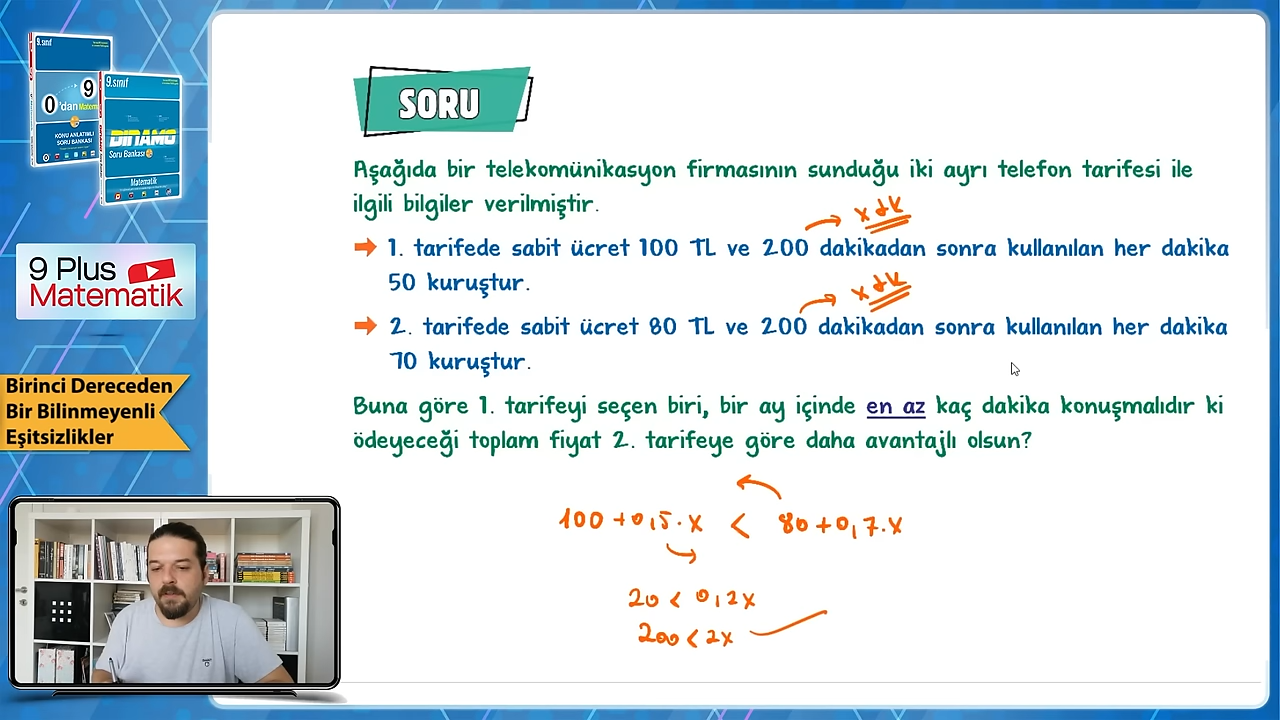 9.sınıf
0'dan 9 Matem
KONU ANLATIMLI
SORU BANKASI
9.sınıf
DİNAMO
Soru Bankası
Matematik
9 Plus
Matematik
Birinci Dereceden
Bir Bilinmeyenli
Eşitsizlikler
SORU
Aşağıda bir telekomünikasyon firmasının sunduğu iki ayrı telefon tarifesi ile
ilgili bilgiler verilmiştir.
x dk
1. tarifede sabit ücret 100 TL ve 200 dakikadan sonra kullanılan her dakika
50 kuruştur.
x dk
2. tarifede sabit ücret 80 TL ve 200 dakikadan sonra kullanılan her dakika
70 kuruştur.
Buna göre 1. tarifeyi seçen biri, bir ay içinde en az kaç dakika konuşmalıdır ki
ödeyeceği toplam fiyat 2. tarifeye göre daha avantajlı olsun?
100 + 0,5.x < 80 + 0,7.x
20 < 0,2x
200 < 2x